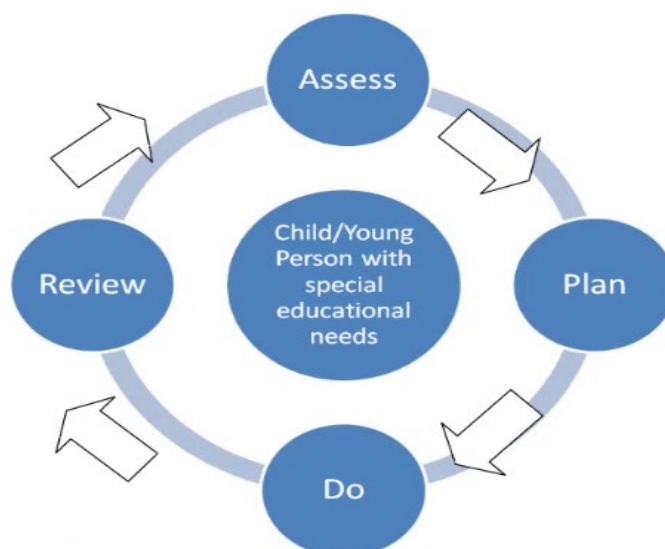 Assess
Child/Young
Person with
special
educational
needs
Review
Plan
Do